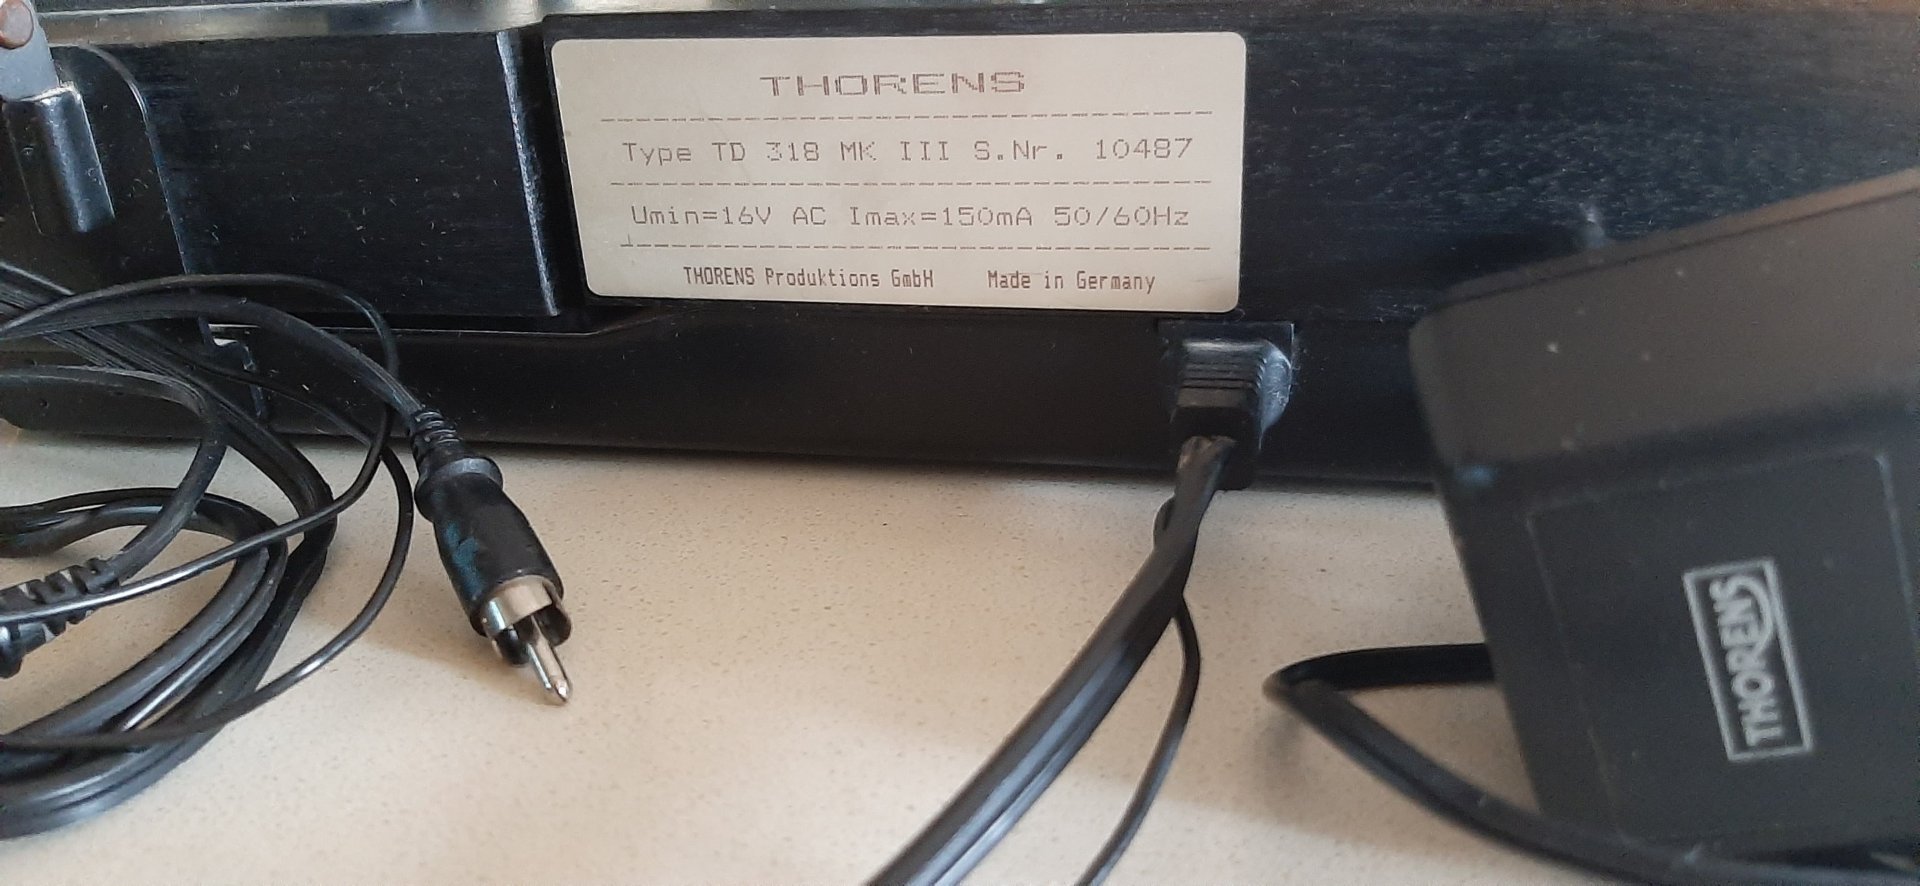 THORENS
Type TD 318 MK III S.Nr. 10487
Umin=16V AC Imax=150mA 50/60Hz
THORENS Produktions GmbH Made in Germany
THORENS